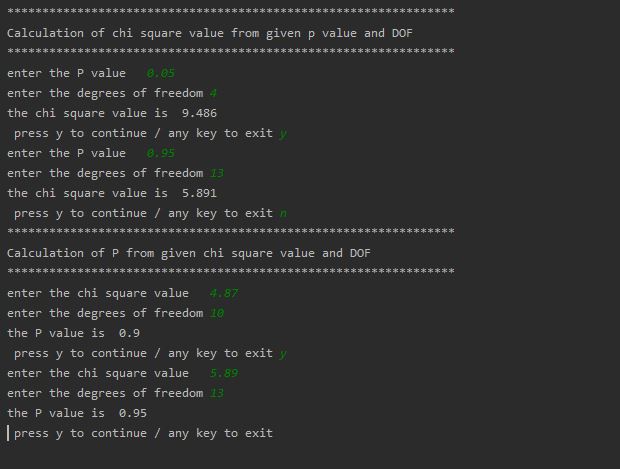 ****************************************************************
Calculation of chi square value from given p value and DOF
****************************************************************
enter the P value   0.05
enter the degrees of freedom 4
the chi square value is  9.486
 press y to continue / any key to exit y
enter the P value   0.95
enter the degrees of freedom 13
the chi square value is  5.891
 press y to continue / any key to exit n
****************************************************************
Calculation of P from given chi square value and DOF
****************************************************************
enter the chi square value   4.87
enter the degrees of freedom 10
the P value is  0.9
 press y to continue / any key to exit y
enter the chi square value   5.89
enter the degrees of freedom 13
the P value is  0.95
 press y to continue / any key to exit